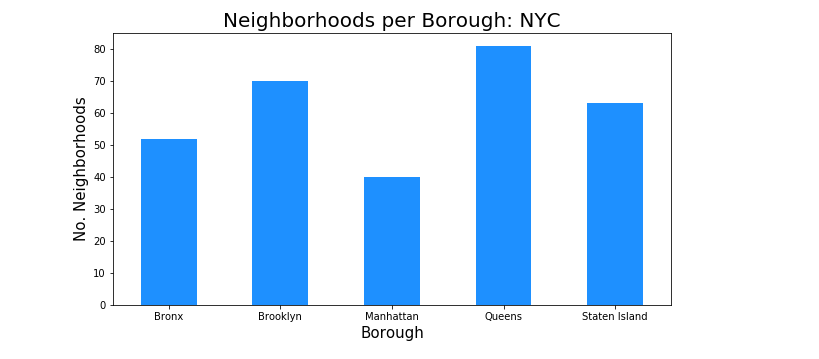 Neighborhoods per Borough: NYC
No. Neighborhoods
80
70
60
50
40
30
20
10
0
Bronx Brooklyn Manhattan Queens Staten Island
Borough